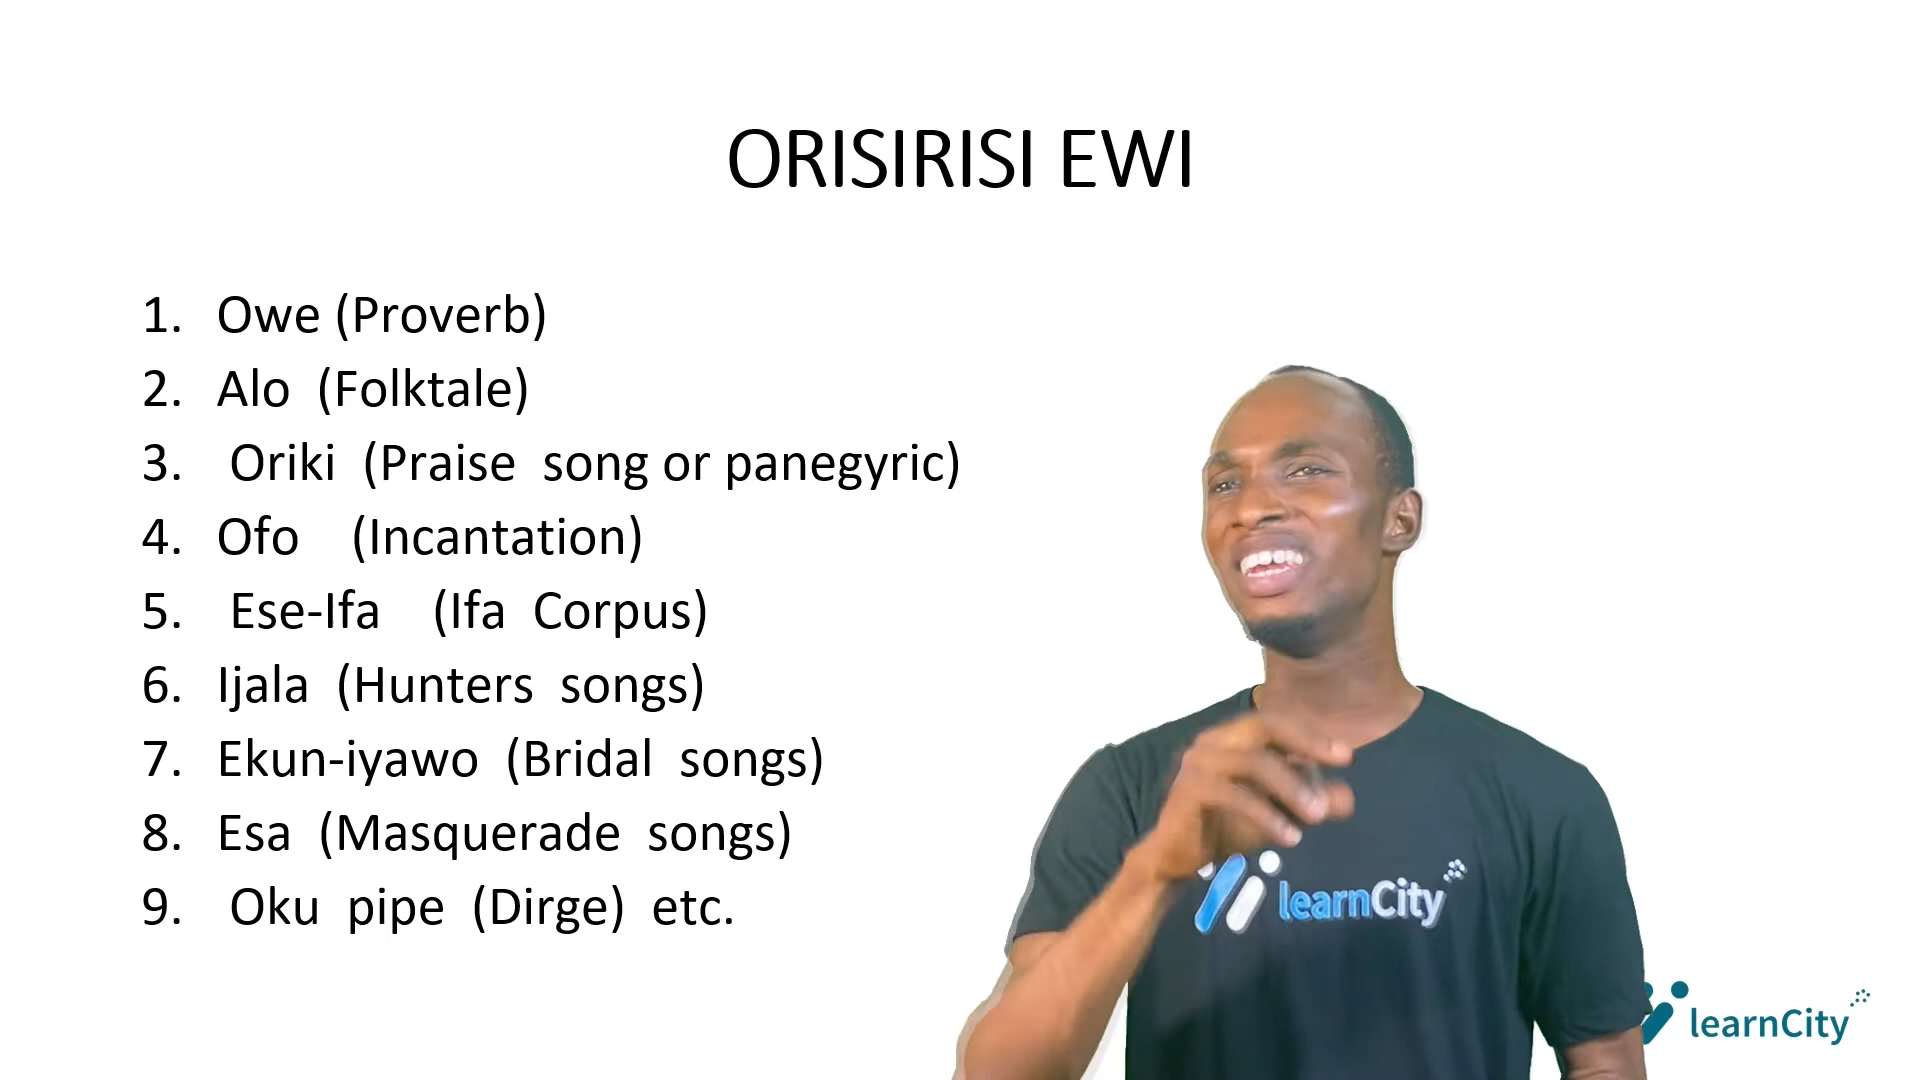 ORISIRISI EWI
1. Owe (Proverb)
2. Alo (Folktale)
3. Oriki (Praise song or panegyric)
4. Ofo (Incantation)
5. Ese-Ifa (Ifa Corpus)
6. Ijala (Hunters songs)
7. Ekun-iyawo (Bridal songs)
8. Esa (Masquerade songs)
9. Oku pipe (Dirge) etc.
learnCity
learnCity